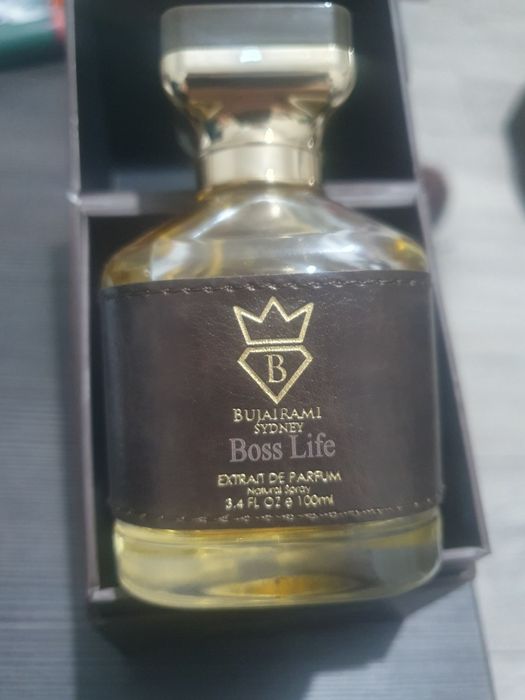 B
BUJAIRAMI
SYDNEY
Boss Life
EXTRAIT DE PARFUM
Natural Spray
3.4 FL OZ e 100ml